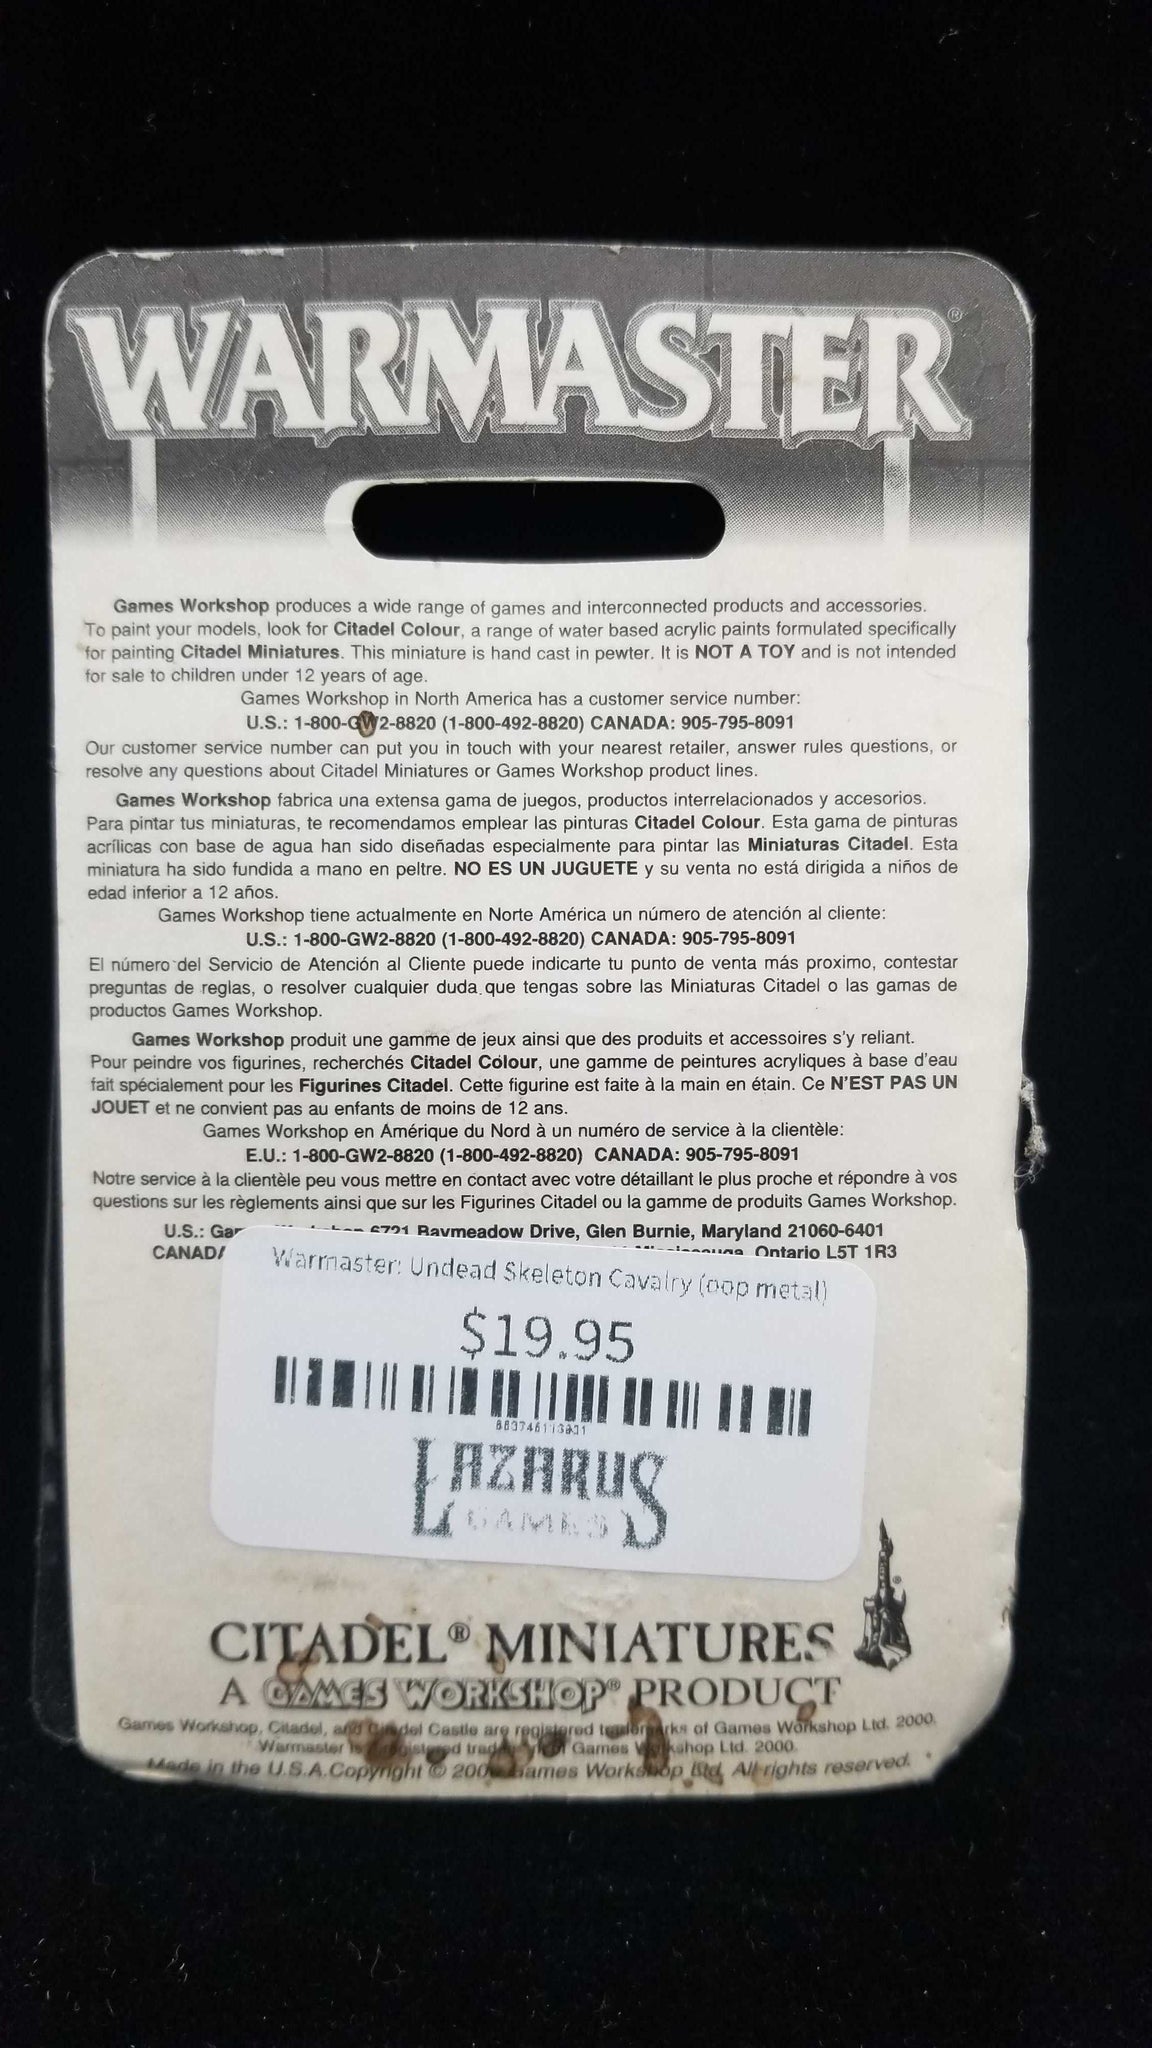 WARMASTER®
Games Workshop produces a wide range of games and interconnected products and accessories.
To paint your models, look for Citadel Colour, a range of water based acrylic paints formulated specifically
for painting Citadel Miniatures. This miniature is hand cast in pewter. It is NOT A TOY and is not intended
for sale to children under 12 years of age.
Games Workshop in North America has a customer service number:
U.S.: 1-800-GW2-8820 (1-800-492-8820) CANADA: 905-795-8091
Our customer service number can put you in touch with your nearest retailer, answer rules questions, or
resolve any questions about Citadel Miniatures or Games Workshop product lines.
Games Workshop fabrica una extensa gama de juegos, productos interrelacionados y accesorios.
Para pintar tus miniaturas, te recomendamos emplear las pinturas Citadel Colour. Esta gama de pinturas
acrílicas con base de agua han sido diseñadas especialmente para pintar las Miniaturas Citadel. Esta
miniatura ha sido fundida a mano en peltre. NO ES UN JUGUETE y su venta no está dirigida a niños de
edad inferior a 12 años.
Games Workshop tiene actualmente en Norte América un número de atención al cliente:
U.S.: 1-800-GW2-8820 (1-800-492-8820) CANADA: 905-795-8091
El número del Servicio de Atención al Cliente puede indicarte tu punto de venta más proximo, contestar
preguntas de reglas, o resolver cualquier duda que tengas sobre las Miniaturas Citadel o las gamas de
productos Games Workshop.
Games Workshop produit une gamme de jeux ainsi que des produits et accessoires s'y reliant.
Pour peindre vos figurines, recherchés Citadel Colour, une gamme de peintures acryliques à base d'eau
fait spécialement pour les Figurines Citadel. Cette figurine est faite à la main en étain. Ce N'EST PAS UN
JOUET et ne convient pas au enfants de moins de 12 ans.
Games Workshop en Amérique du Nord à un numéro de service à la clientèle:
E.U.: 1-800-GW2-8820 (1-800-492-8820) CANADA: 905-795-8091
Notre service à la clientèle peu vous mettre en contact avec votre détaillant le plus proche et répondre à vos
questions sur les règlements ainsi que sur les Figurines Citadel ou la gamme de produits Games Workshop.
U.S.: 6721 Baymeadow Drive, Glen Burnie, Maryland 21060-6401
Ontario L5T 1R3
Warmaster: Undead Skeleton Cavalry (oop metal)
$19.95
LAZARUS
GAMES
CITADEL® MINIATURES
A GAMES WORKSHOP® PRODUCT
Games Workshop, Citadel, and Citadel Castle are registered trademarks of Games Workshop Ltd. 2000.
Warmaster is registered trademark of Games Workshop Ltd. 2000.
Made in the U.S.A. Copyright © Games Workshop Ltd. All rights reserved.